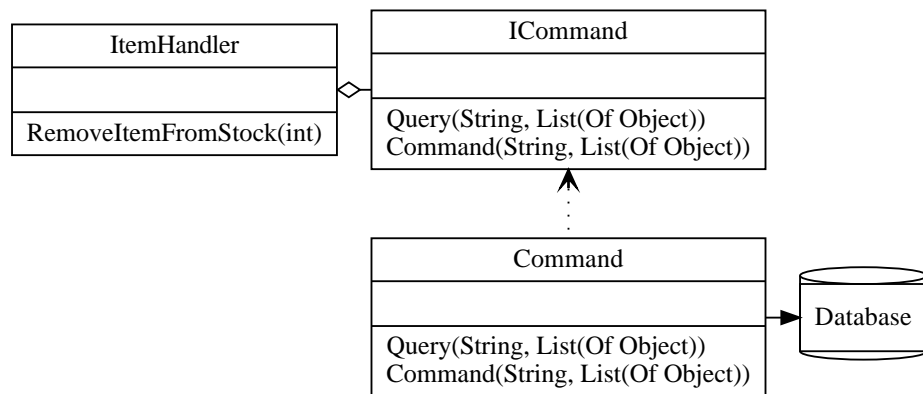 ItemHandler
RemoveItemFromStock(int)
ICommand
Query(String, List(Of Object))
Command(String, List(Of Object))
Command
Query(String, List(Of Object))
Command(String, List(Of Object))
Database